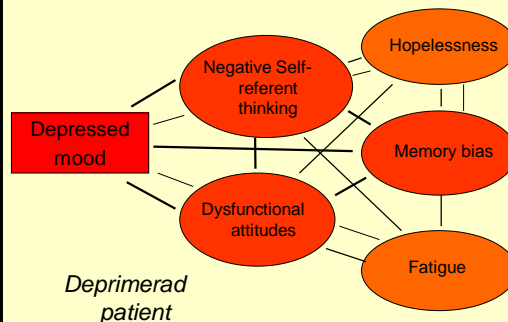 Hopelessness
Negative Self-
referent
thinking
Depressed
mood
Memory bias
Dysfunctional
attitudes
Fatigue
Deprimerad
patient